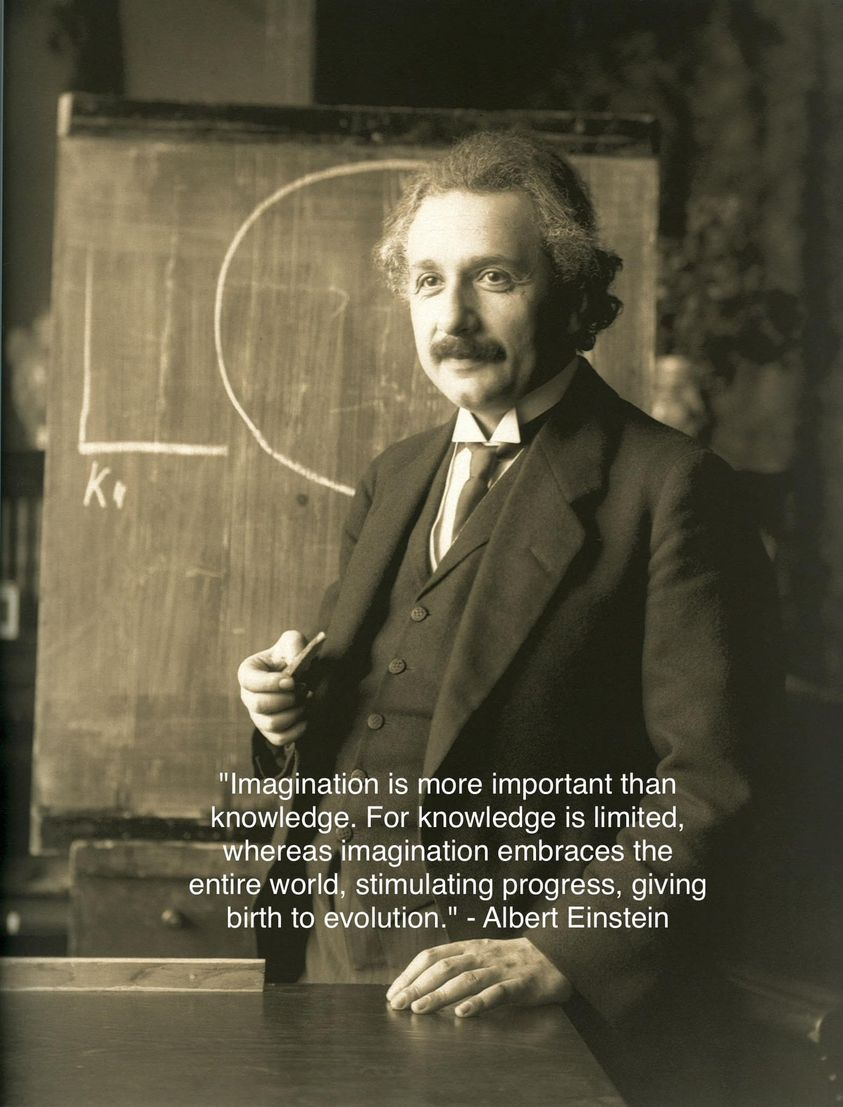 K
"Imagination is more important than
knowledge. For knowledge is limited,
whereas imagination embraces the
entire world, stimulating progress, giving
birth to evolution." - Albert Einstein